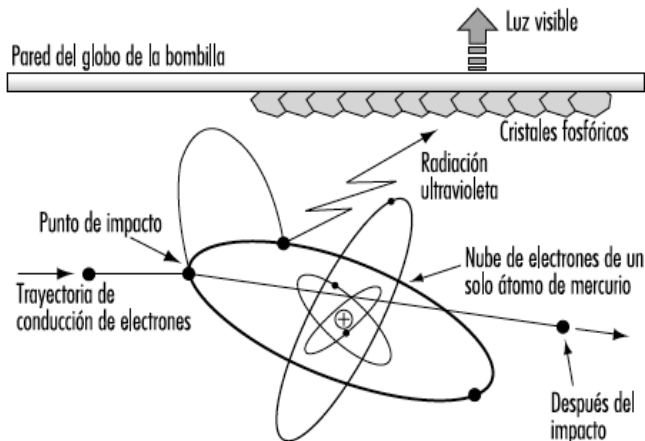 Luz visible
Pared del globo de la bombilla
Cristales fosfóricos
Radiación
ultravioleta
Punto de impacto
Nube de electrones de un
solo átomo de mercurio
Trayectoria de
conducción de electrones
+
Después del
impacto